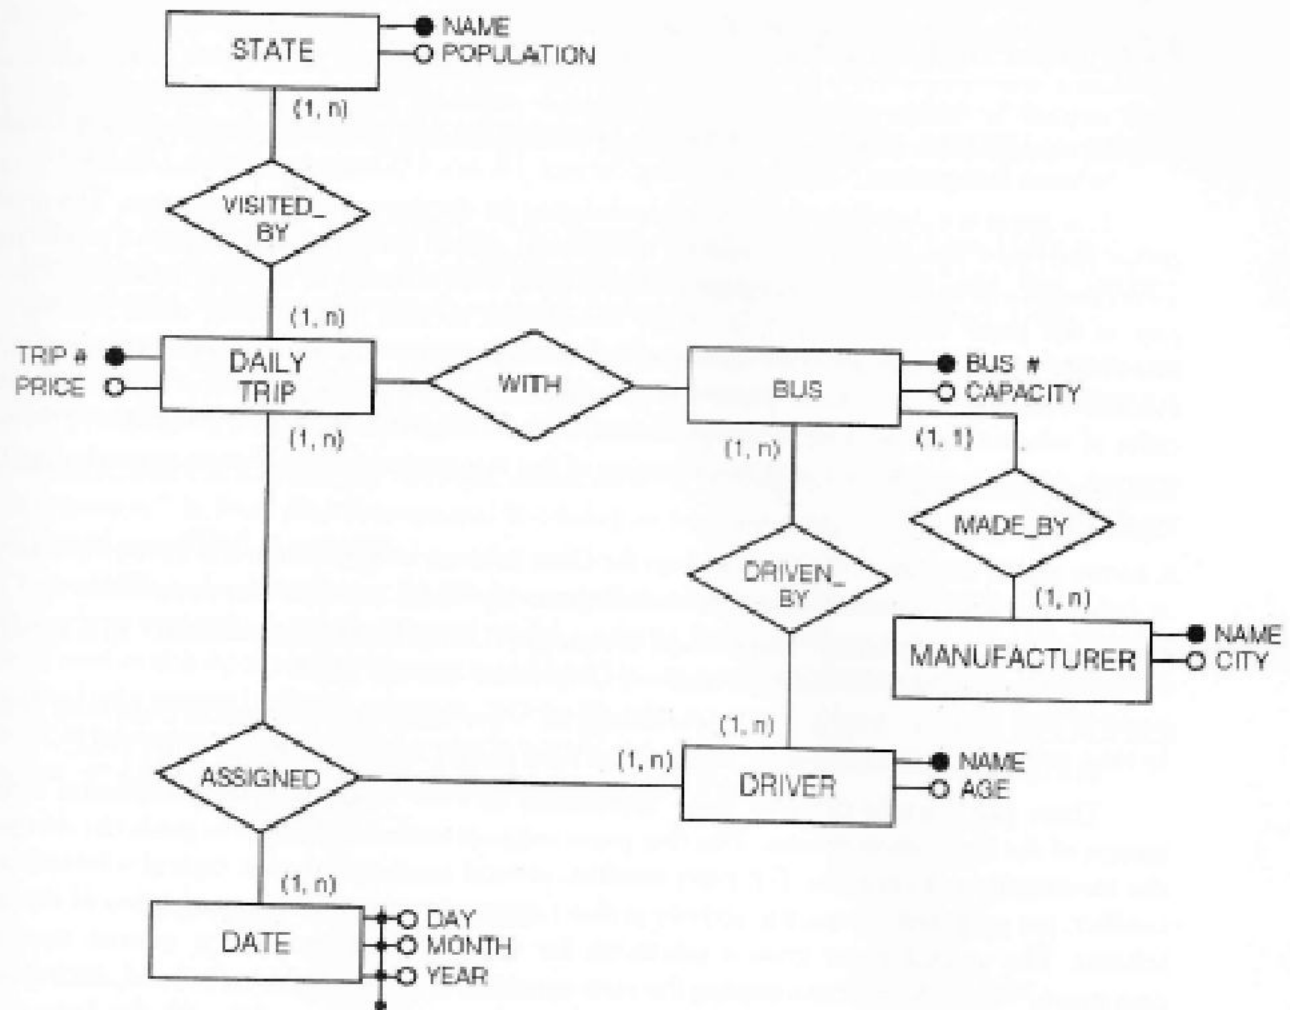 NAME
STATE
POPULATION
(1, n)
VISITED_
BY
(1, n)
TRIP #
DAILY
TRIP
PRICE
WITH
BUS
BUS #
CAPACITY
(1, n)
(1, n)
(1, 1)
MADE_BY
DRIVEN_
BY
(1, n)
NAME
MANUFACTURER
CITY
(1, n)
(1, n)
NAME
ASSIGNED
DRIVER
AGE
(1, n)
DAY
DATE
MONTH
YEAR